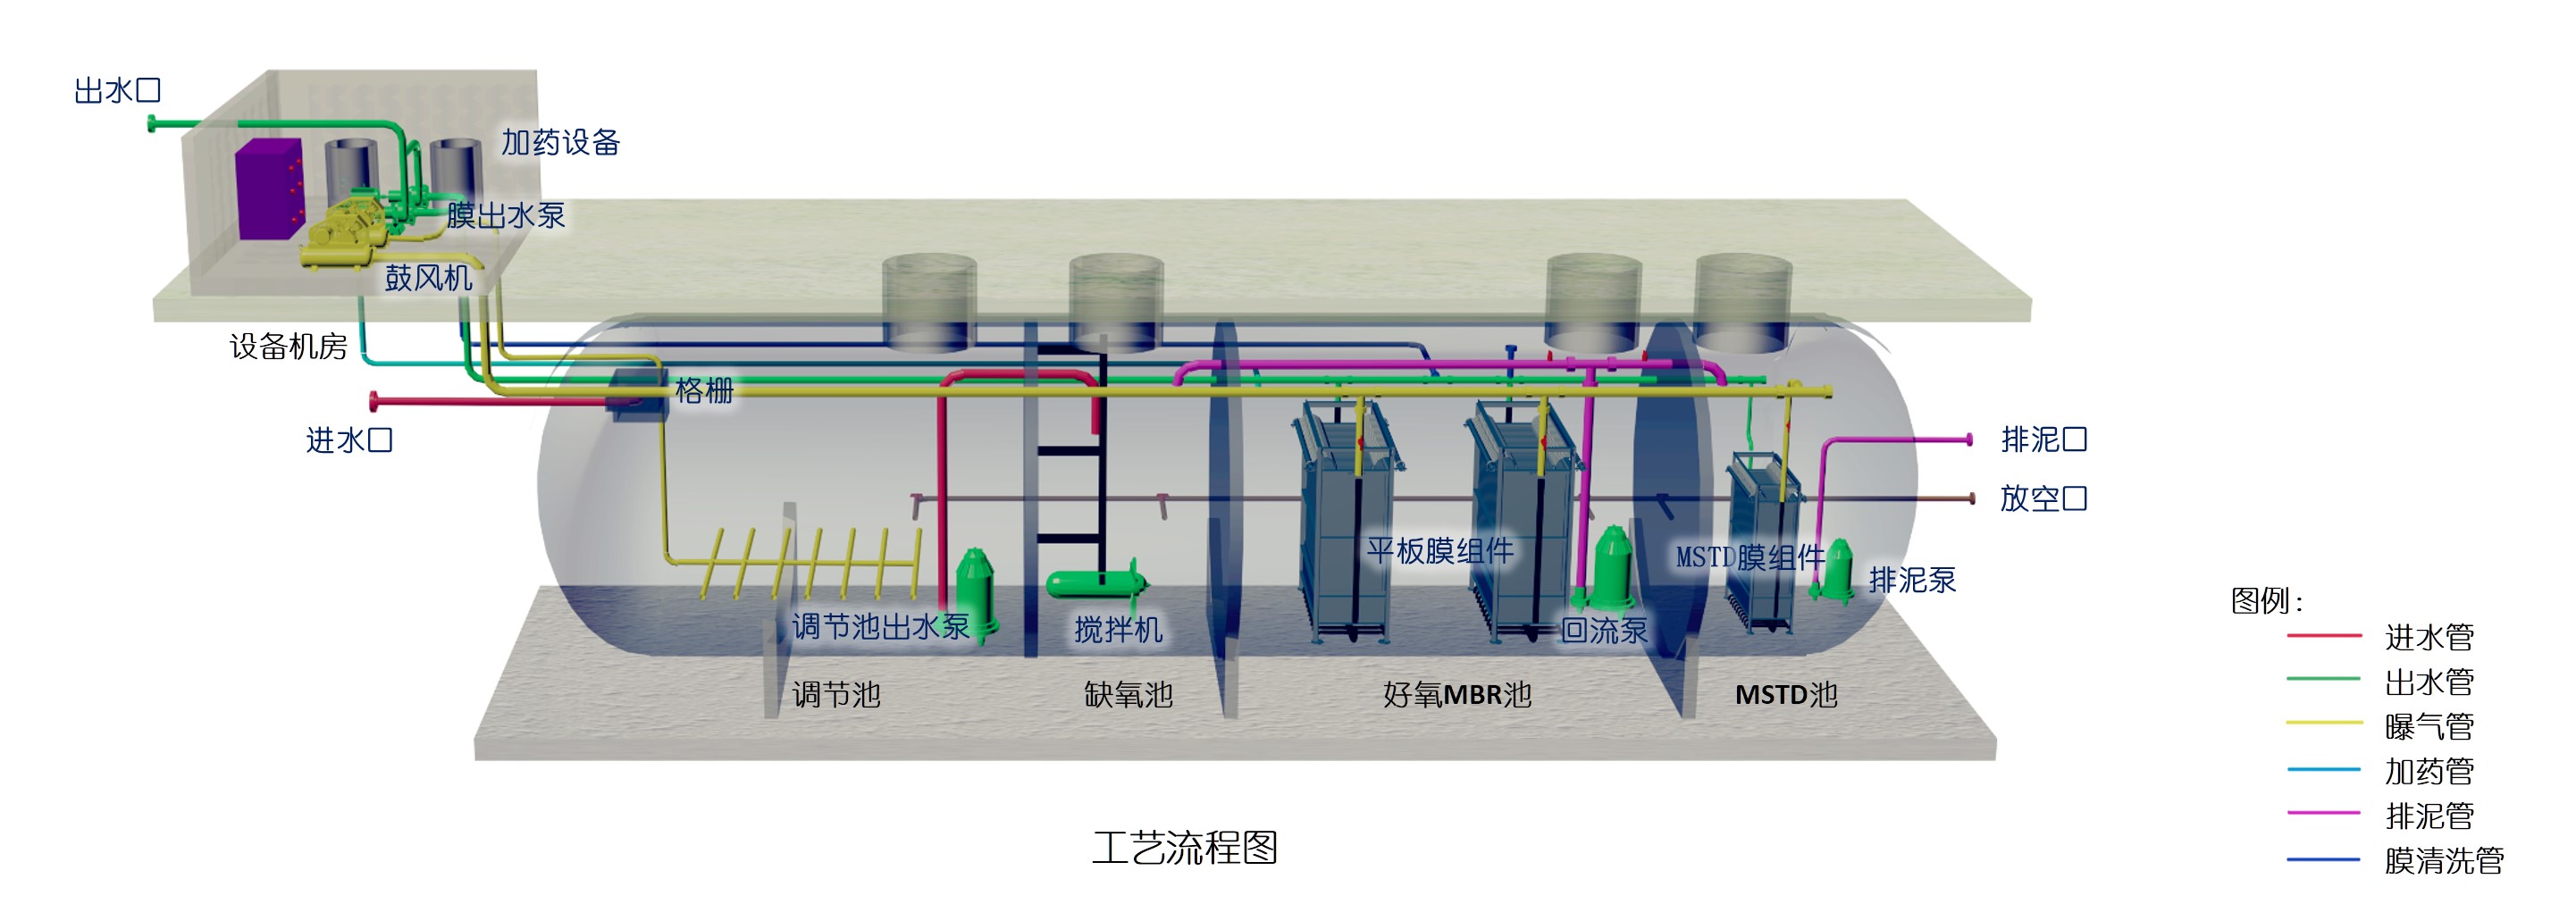 出水口
加药设备
膜出水泵
鼓风机
设备机房
格栅
进水口
排泥口
放空口
平板膜组件
MSTD膜组件
排泥泵
调节池出水泵
搅拌机
回流泵
调节池
缺氧池
好氧MBR池
MSTD池
图例：
进水管
出水管
曝气管
加药管
排泥管
膜清洗管
工艺流程图